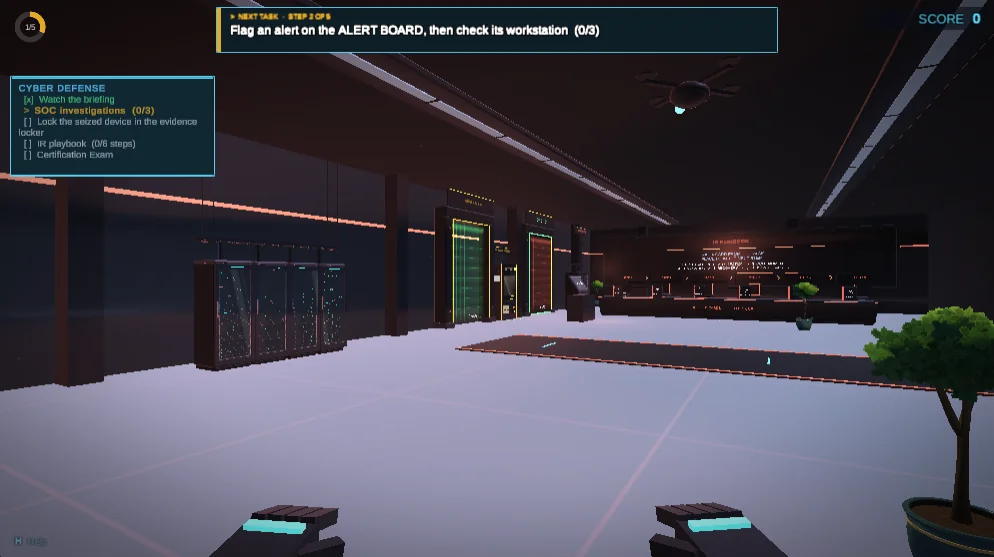 1/5
> NEXT TASK - STEP 2 OF 5
Flag an alert on the ALERT BOARD, then check its workstation (0/3)
SCORE 0
CYBER DEFENSE
[x] Watch the briefing
> SOC investigations (0/3)
[ ] Lock the seized device in the evidence
locker
[ ] IR playbook (0/6 steps)
[ ] Certification Exam
H Help